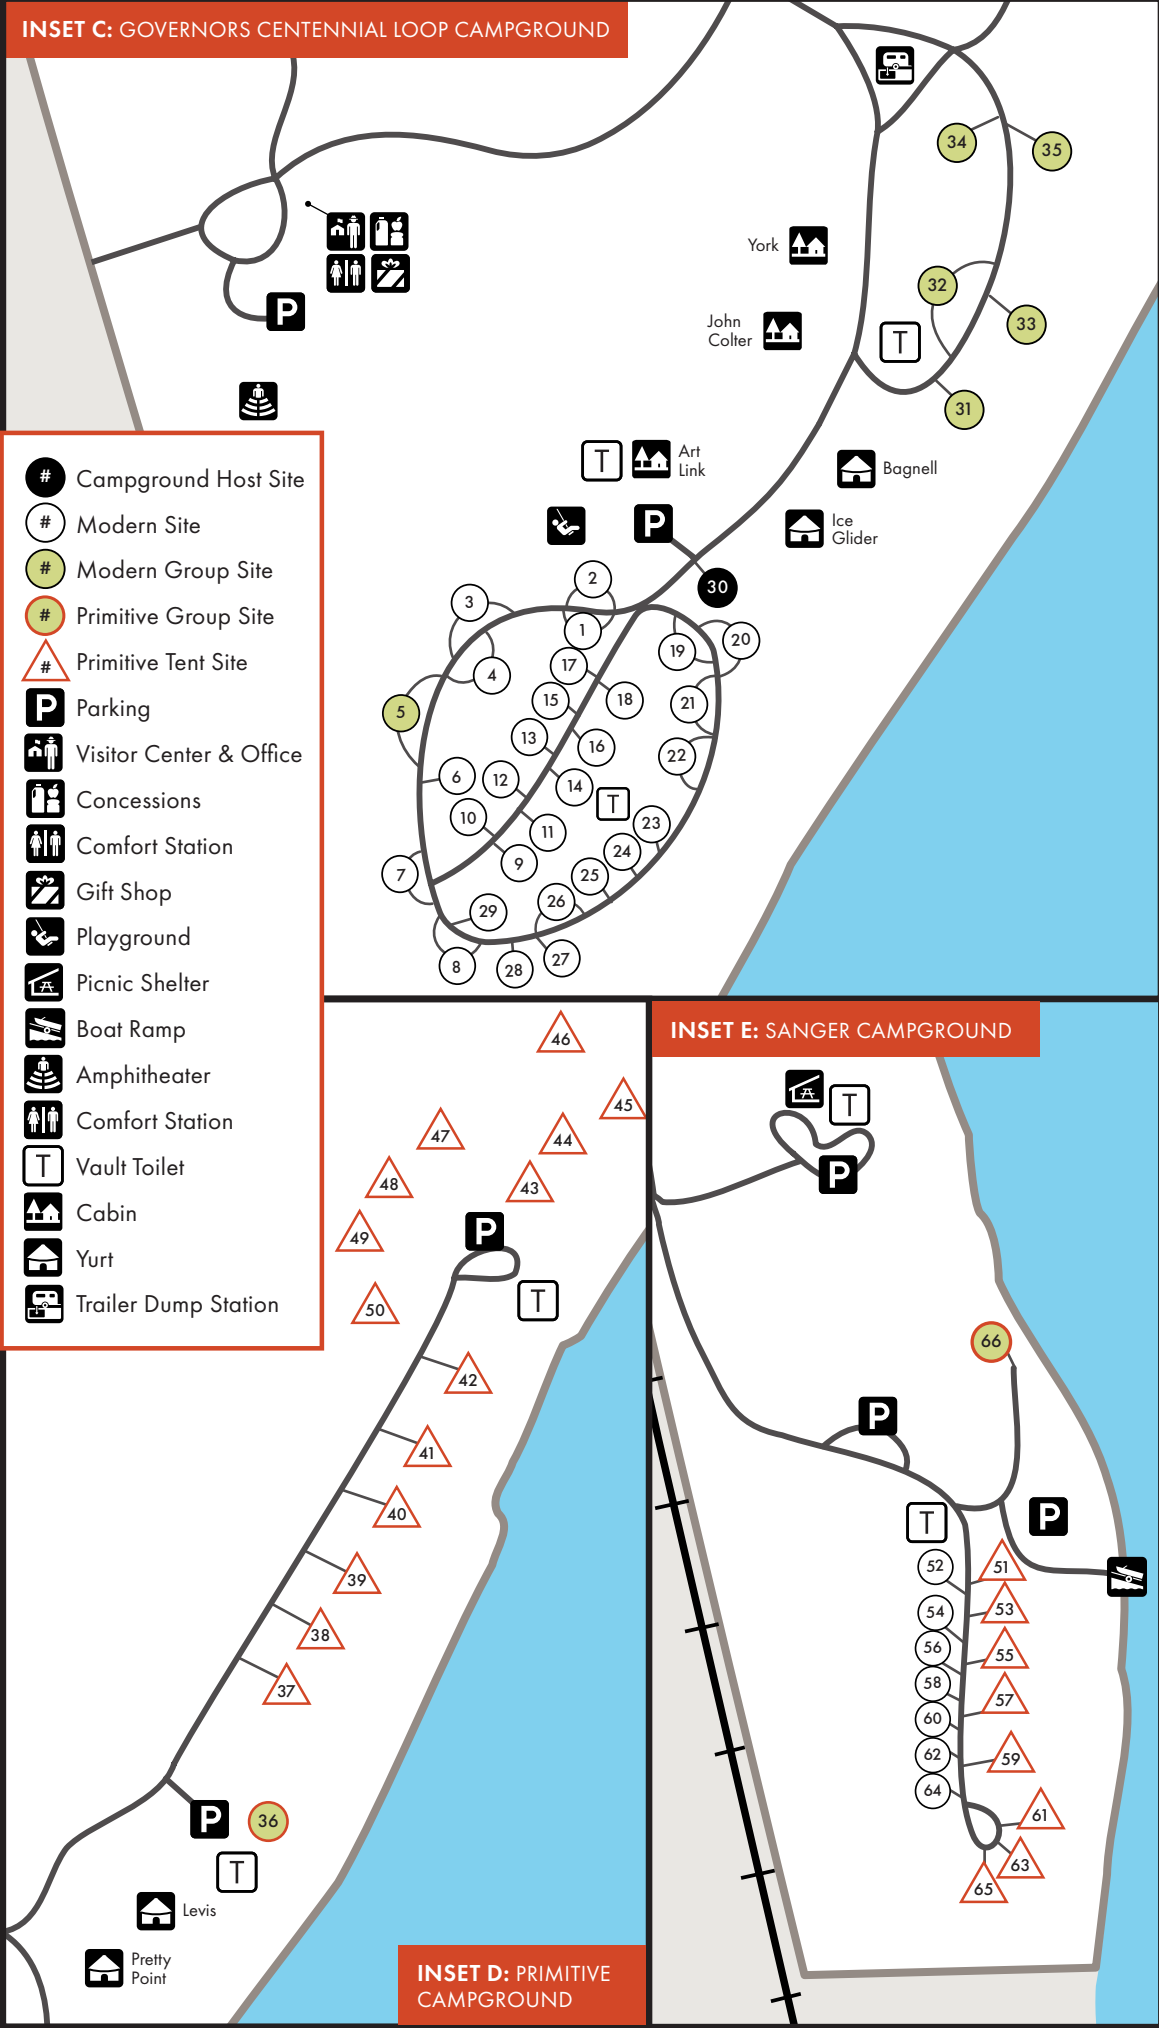 INSET C: GOVERNORS CENTENNIAL LOOP CAMPGROUND
34
35
York
32
33
John
Colter
T
31
P
T
Art
Link
Bagnell
P
Ice
Glider
30
2
3
1
20
19
17
4
18
15
21
5
13
16
22
6
12
14
T
10
23
11
24
9
7
25
26
29
27
8
28
# Campground Host Site
# Modern Site
# Modern Group Site
# Primitive Group Site
# Primitive Tent Site
P Parking
Visitor Center & Office
Concessions
Comfort Station
Gift Shop
Playground
Picnic Shelter
Boat Ramp
Amphitheater
Comfort Station
T Vault Toilet
Cabin
Yurt
Trailer Dump Station
46
45
47
44
48
43
49
P
50
T
42
41
40
39
38
37
P
36
T
Levis
Pretty
Point
INSET D: PRIMITIVE
CAMPGROUND
INSET E: SANGER CAMPGROUND
T
P
66
P
T
P
52
51
54
53
56
55
58
57
60
62
59
64
61
63
65